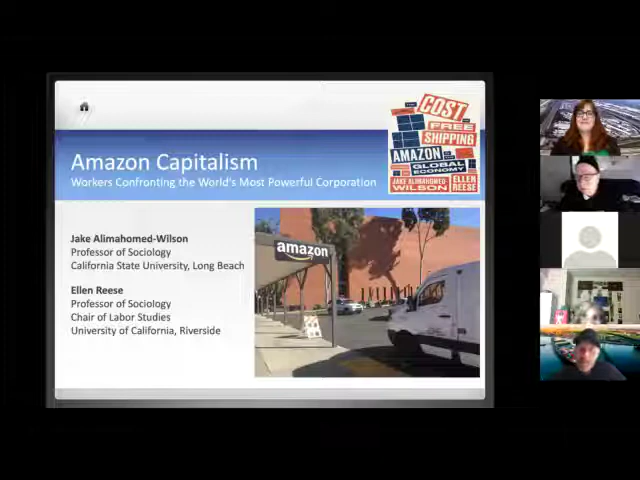 Amazon Capitalism
Workers Confronting the World's Most Powerful Corporation
COST
FREE
SHIPPING
AMAZON
GLOBAL
ECONOMY
JAKE ALIMAHOMED-
WILSON
ELLEN
REESE
Jake Alimahomed-Wilson
Professor of Sociology
California State University, Long Beach
Ellen Reese
Professor of Sociology
Chair of Labor Studies
University of California, Riverside
amazon